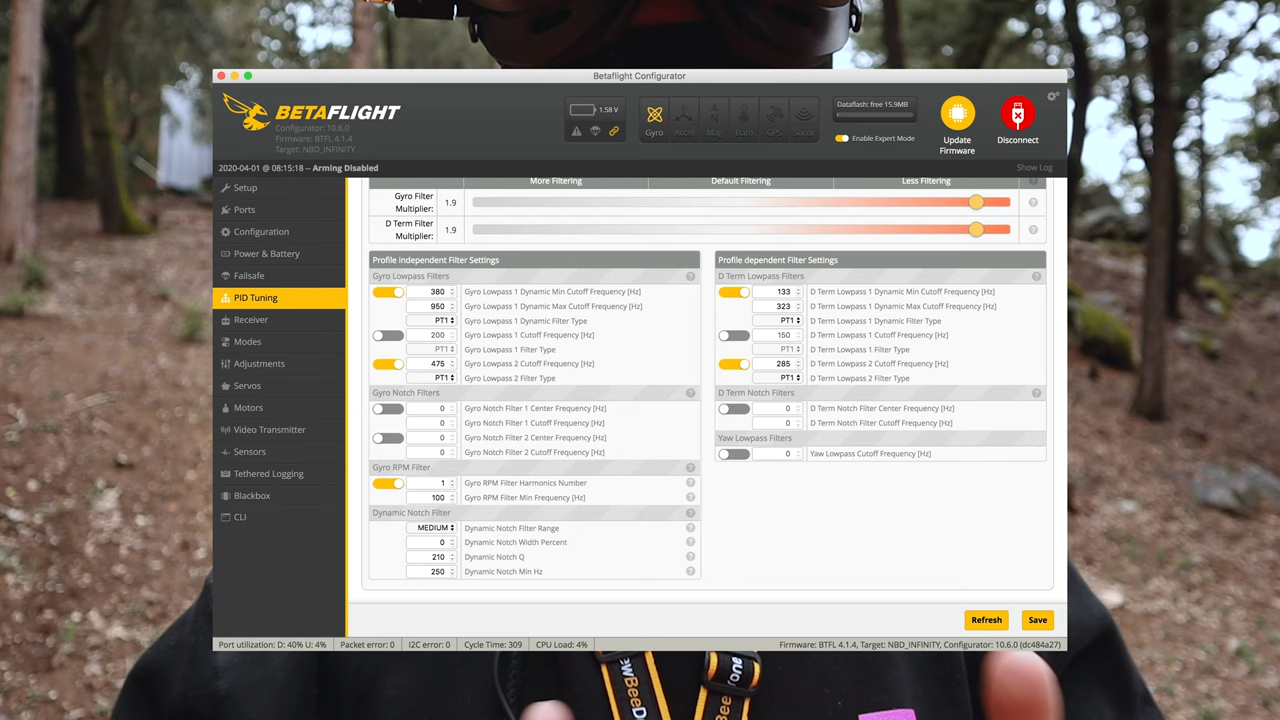 Betaflight Configurator
BETAFLIGHT
Configurator: 10.6.0
Firmware: BTFL 4.1.4
Target: NBD_INFINITY
1.58 V
Gyro
Accel
Mag
Baro
GPS
Sonar
Dataflash: free 15.9MB
Enable Expert Mode
Update Firmware
Disconnect
2020-04-01 @ 08:15:18 -- Arming Disabled
Show Log
Setup
Ports
Configuration
Power & Battery
Failsafe
PID Tuning
Receiver
Modes
Adjustments
Servos
Motors
Video Transmitter
Sensors
Tethered Logging
Blackbox
CLI
More Filtering Default Filtering Less Filtering
Gyro Filter Multiplier: 1.9
D Term Filter Multiplier: 1.9
Profile independent Filter Settings
Gyro Lowpass Filters
380 Gyro Lowpass 1 Dynamic Min Cutoff Frequency [Hz]
950 Gyro Lowpass 1 Dynamic Max Cutoff Frequency [Hz]
PT1 Gyro Lowpass 1 Dynamic Filter Type
200 Gyro Lowpass 1 Cutoff Frequency [Hz]
PT1 Gyro Lowpass 1 Filter Type
475 Gyro Lowpass 2 Cutoff Frequency [Hz]
PT1 Gyro Lowpass 2 Filter Type
Gyro Notch Filters
0 Gyro Notch Filter 1 Center Frequency [Hz]
0 Gyro Notch Filter 1 Cutoff Frequency [Hz]
0 Gyro Notch Filter 2 Center Frequency [Hz]
0 Gyro Notch Filter 2 Cutoff Frequency [Hz]
Gyro RPM Filter
1 Gyro RPM Filter Harmonics Number
100 Gyro RPM Filter Min Frequency [Hz]
Dynamic Notch Filter
MEDIUM Dynamic Notch Filter Range
0 Dynamic Notch Width Percent
210 Dynamic Notch Q
250 Dynamic Notch Min Hz
Profile dependent Filter Settings
D Term Lowpass Filters
133 D Term Lowpass 1 Dynamic Min Cutoff Frequency [Hz]
323 D Term Lowpass 1 Dynamic Max Cutoff Frequency [Hz]
PT1 D Term Lowpass 1 Dynamic Filter Type
150 D Term Lowpass 1 Cutoff Frequency [Hz]
PT1 D Term Lowpass 1 Filter Type
285 D Term Lowpass 2 Cutoff Frequency [Hz]
PT1 D Term Lowpass 2 Filter Type
D Term Notch Filters
0 D Term Notch Filter Center Frequency [Hz]
0 D Term Notch Filter Cutoff Frequency [Hz]
Yaw Lowpass Filters
0 Yaw Lowpass Cutoff Frequency [Hz]
Refresh
Save
Port utilization: D: 40% U: 4%
Packet error: 0
I2C error: 0
Cycle Time: 309
CPU Load: 4%
Firmware: BTFL 4.1.4, Target: NBD_INFINITY, Configurator: 10.6.0 (dc484a27)